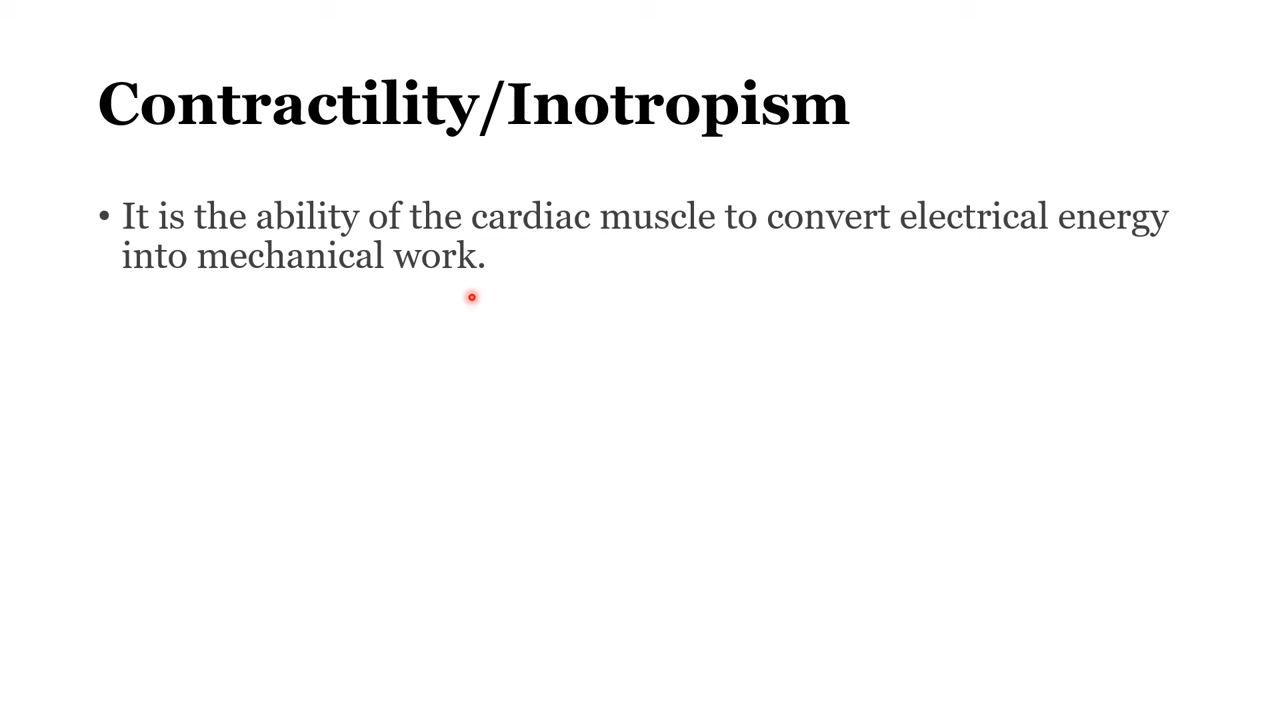 Contractility/Inotropism
• It is the ability of the cardiac muscle to convert electrical energy
into mechanical work.